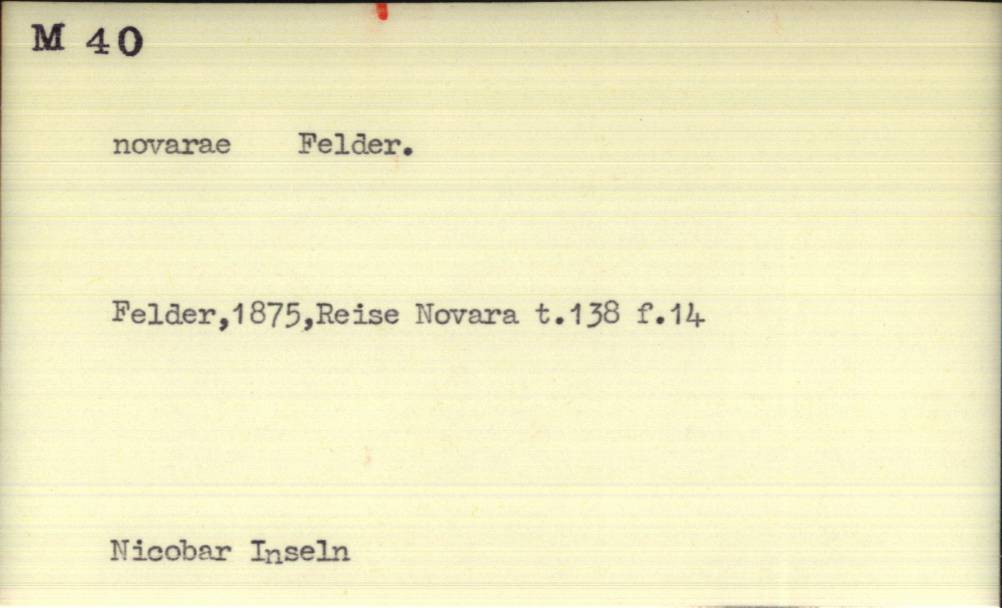 M 40
novarae Felder.
Felder,1875,Reise Novara t.138 f.14
Nicobar Inseln